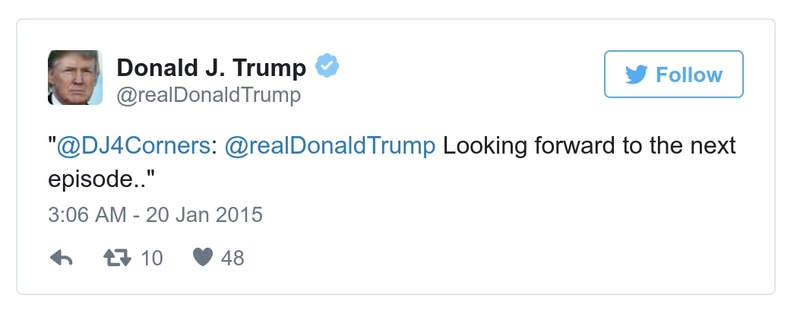 Donald J. Trump
@realDonaldTrump
Follow
"@DJ4Corners: @realDonaldTrump Looking forward to the next
episode.."
3:06 AM - 20 Jan 2015
10 48